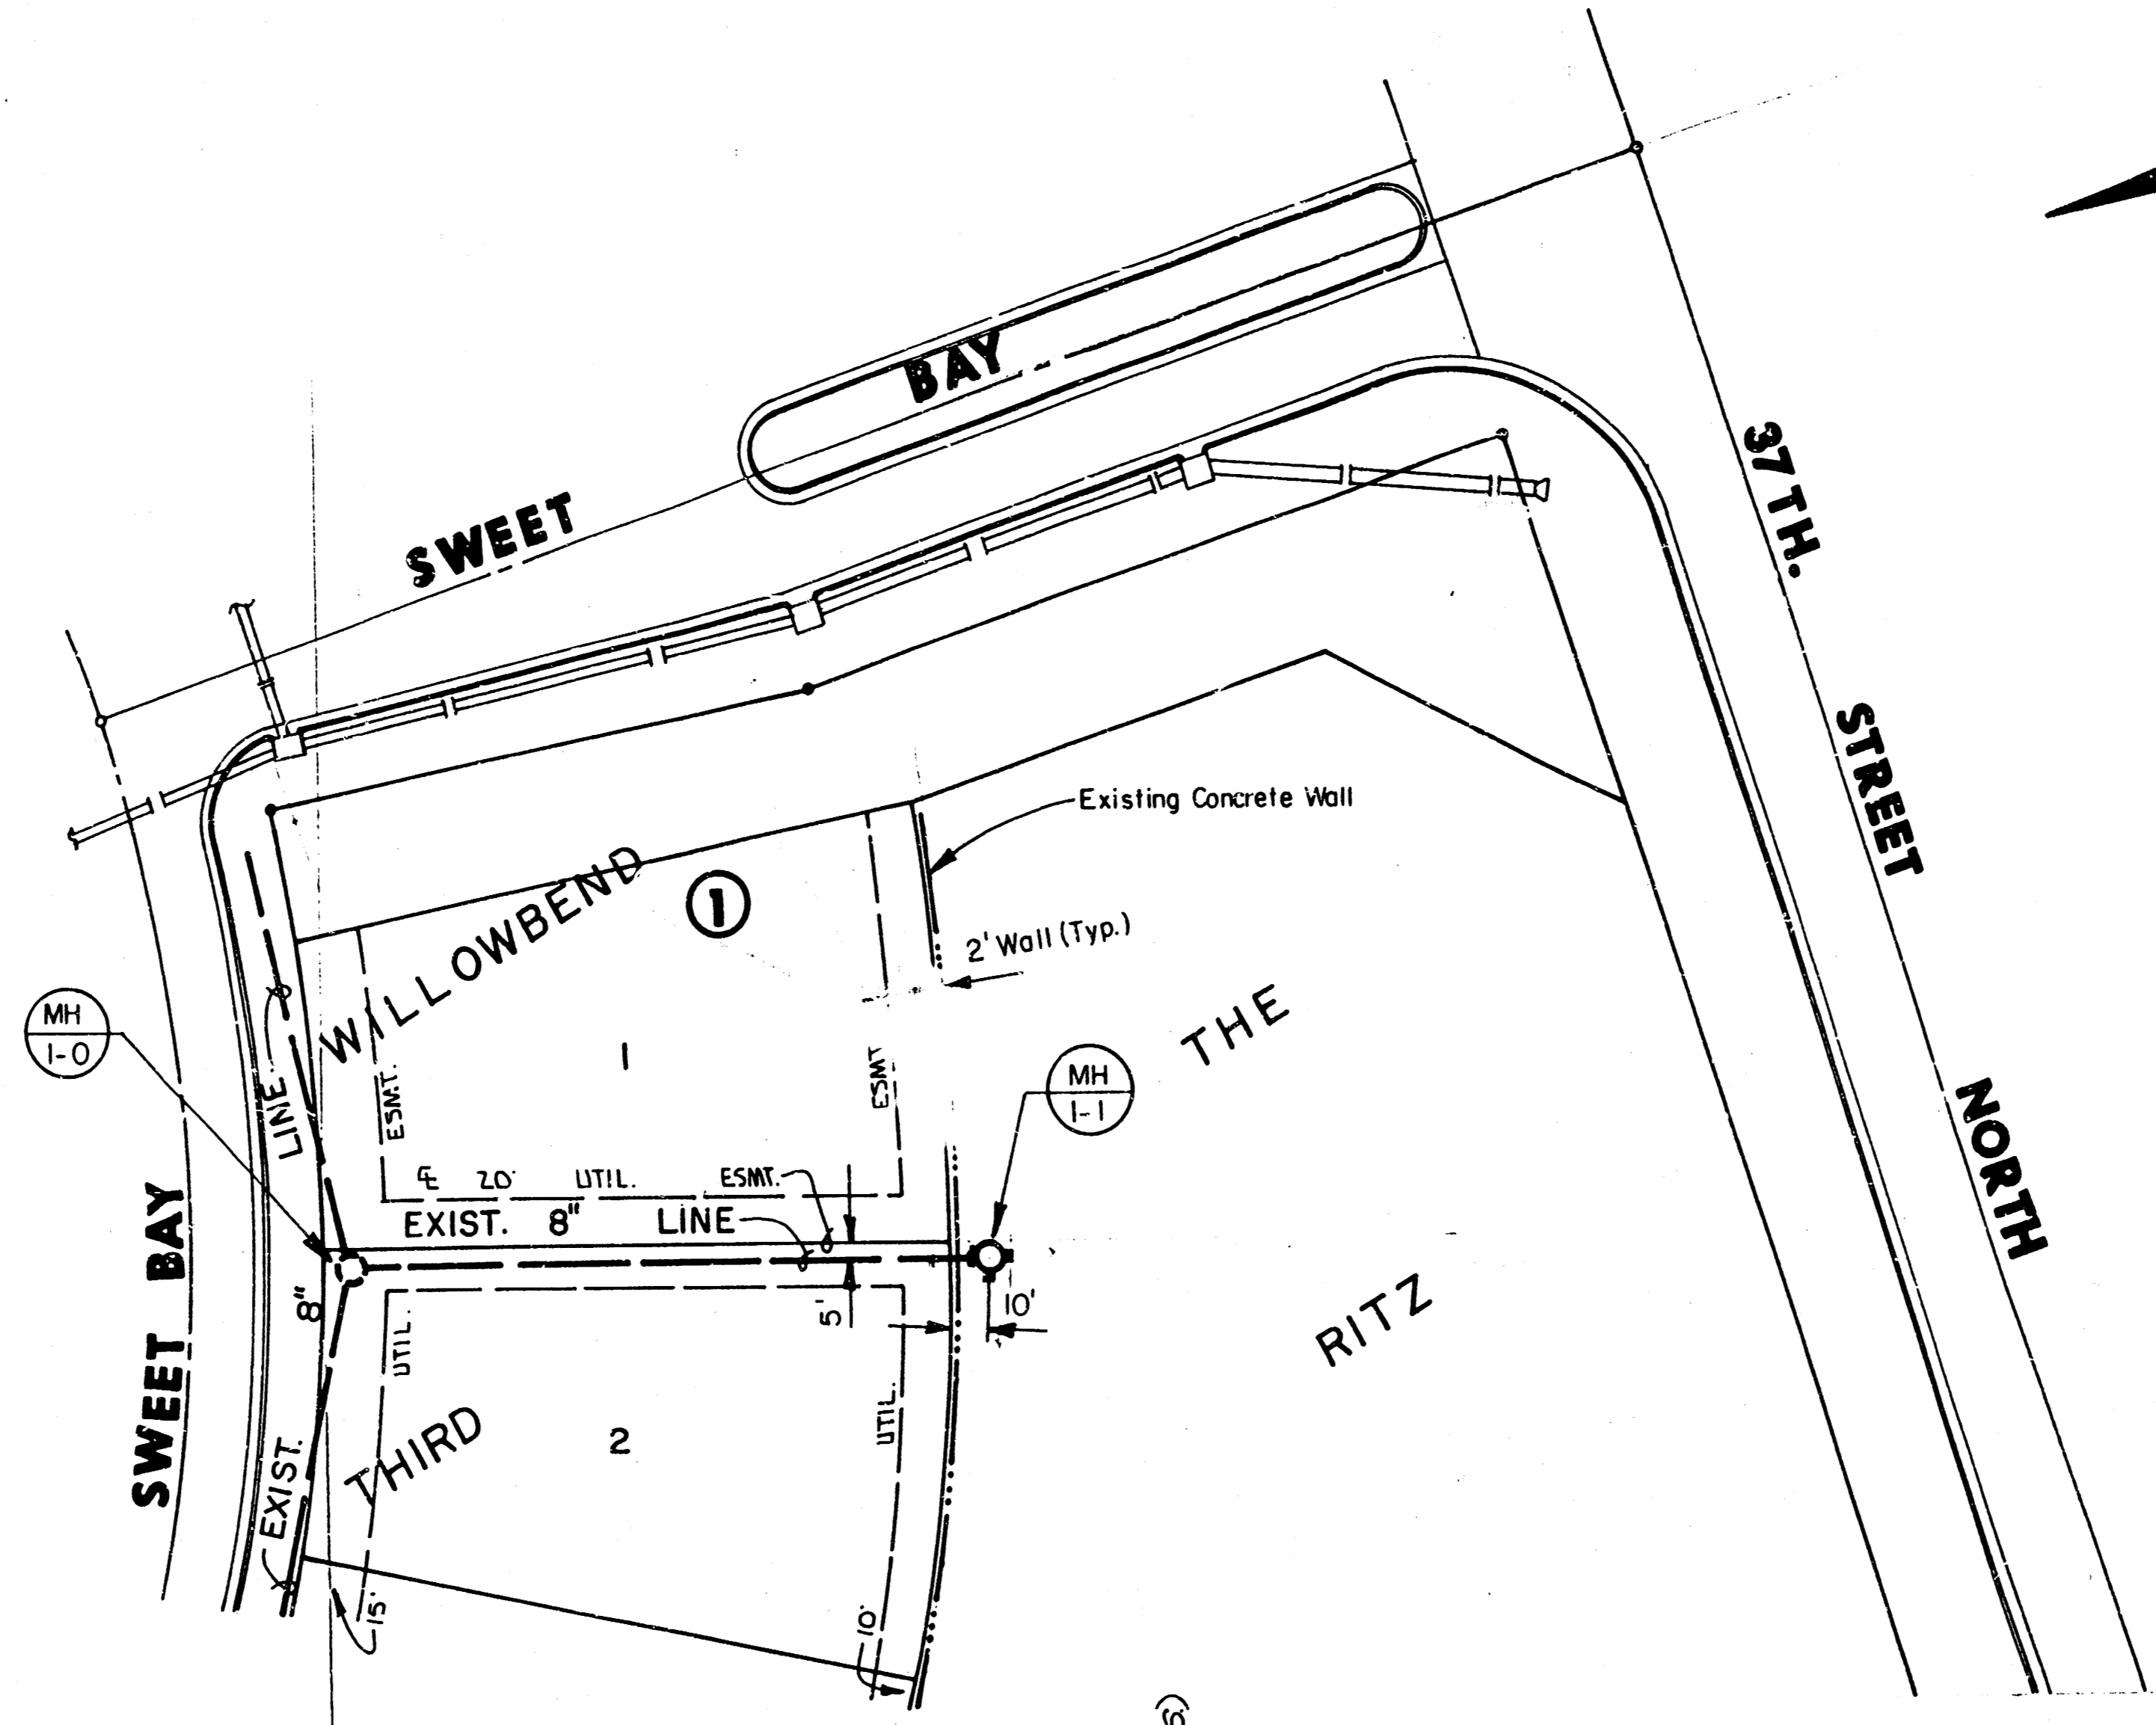 BAY
SWEET
37TH.
STREET
NORTH
Existing Concrete Wall
WILLOWBEND
1
2' Wall (Typ.)
THE
MH
1-0
1
ESMT.
ESMT
LINE
MH
1-1
℄ 20' UTIL. ESMT.
EXIST. 8" LINE
8"
5'
10'
RITZ
SWEET BAY
UTIL.
UTIL.
THIRD
2
EXIST.
15'
10'